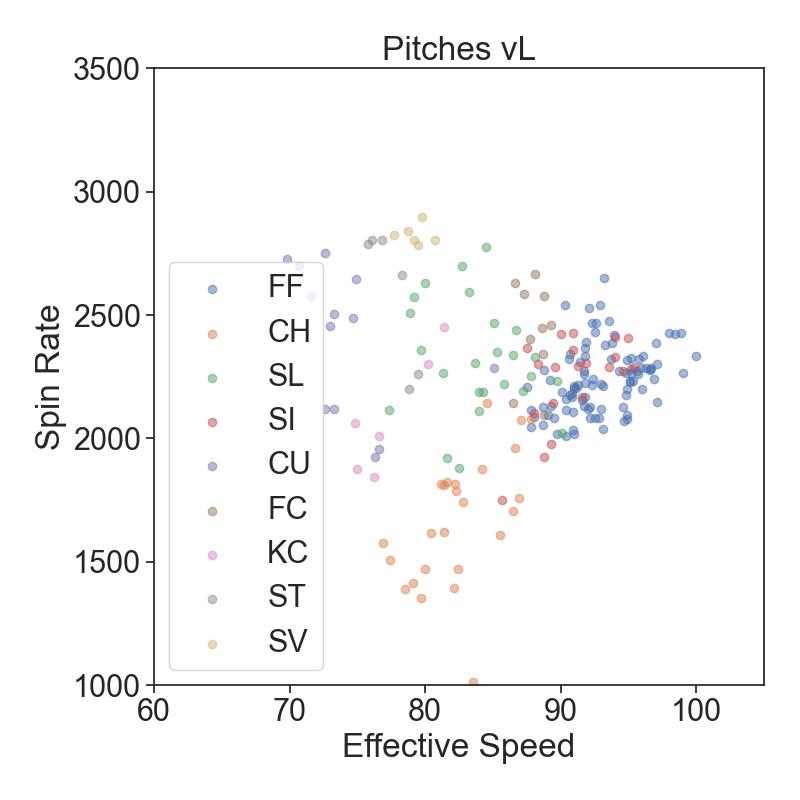 Pitches vL
3500
3000
2500
2000
1500
1000
Spin Rate
FF
CH
SL
SI
CU
FC
KC
ST
SV
60 70 80 90 100
Effective Speed